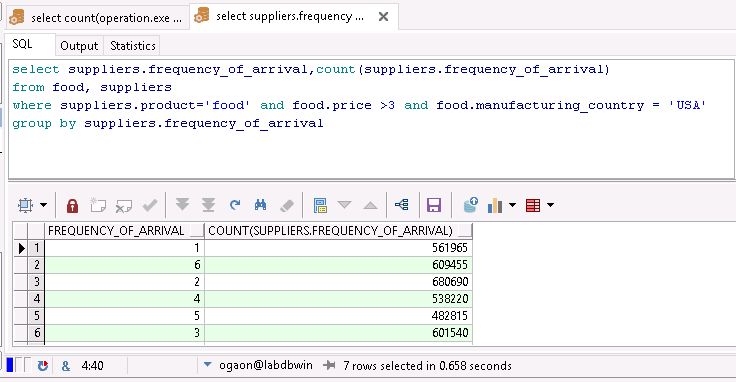 select count(operation.exe ...
select suppliers.frequency ...
SQL Output Statistics
select suppliers.frequency_of_arrival,count(suppliers.frequency_of_arrival)
from food, suppliers
where suppliers.product='food' and food.price >3 and food.manufacturing_country = 'USA'
group by suppliers.frequency_of_arrival
FREQUENCY_OF_ARRIVAL COUNT(SUPPLIERS.FREQUENCY_OF_ARRIVAL)
1 1 561965
2 6 609455
3 2 680690
4 4 538220
5 5 482815
6 3 601540
& 4:40 ogaon@labdbwin 7 rows selected in 0.658 seconds